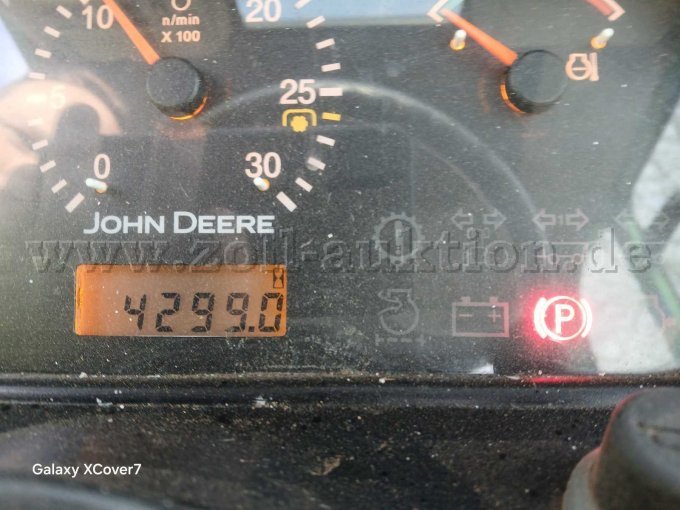 10
n/min
X 100
20
5
25
0
30
JOHN DEERE
www.zoll-auktion.de
4299.0
P
Galaxy XCover7